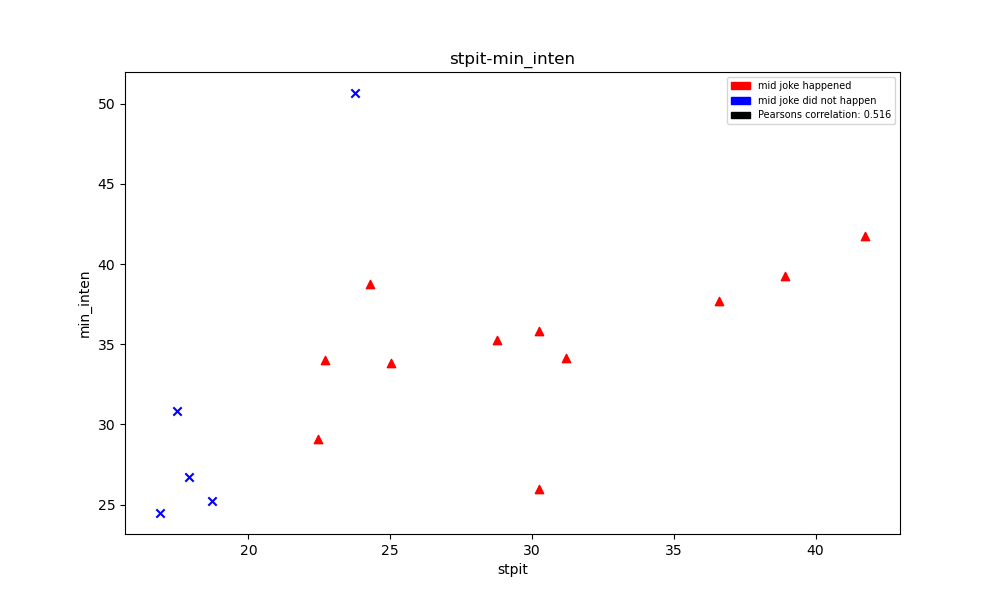 stpit-min_inten
mid joke happened
mid joke did not happen
Pearsons correlation: 0.516
50
45
40
35
30
25
min_inten
20
25
30
35
40
stpit